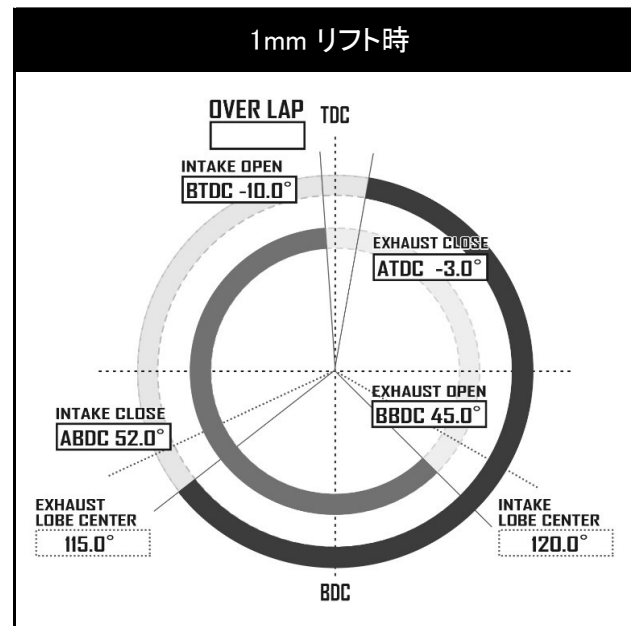 1mm リフト時
OVER LAP
TDC
INTAKE OPEN
BTDC -10.0°
EXHAUST CLOSE
ATDC -3.0°
INTAKE CLOSE
ABDC 52.0°
EXHAUST OPEN
BBDC 45.0°
EXHAUST
LOBE CENTER
115.0°
INTAKE
LOBE CENTER
120.0°
BDC